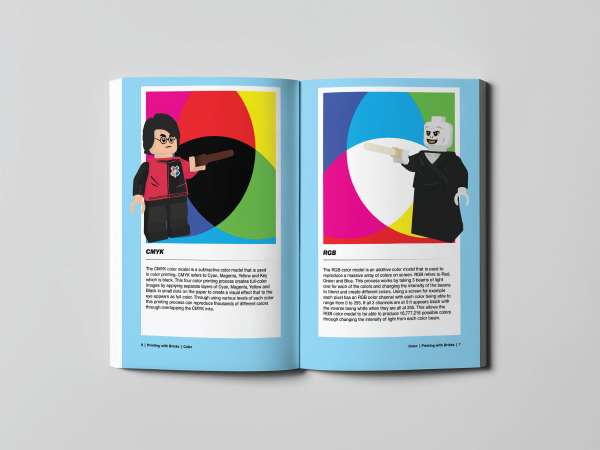 CMYK
The CMYK color model is a subtractive color model that is used
in color printing. CMYK refers to Cyan, Magenta, Yellow and Key
which is black. This four color printing process creates full-color
images by applying separate layers of Cyan, Magenta, Yellow and
Black in small dots on the paper to create a visual effect that to the
eye appears as full color. Through using various levels of each color
this printing process can reproduce thousands of different colors
through overlapping the CMYK inks.
6 | Printing with Bricks | Color
RGB
The RGB color model is an additive color model that is used to
reproduce a massive array of colors on screen. RGB refers to Red,
Green and Blue. This process works by taking 3 beams of light
one for each of the colors and changing the intensity of the beams
to blend and create different colors. Using a screen for example
each pixel has an RGB color channel with each color being able to
range from 0 to 255. If all 3 channels are at 0 it appears black with
the inverse being white when they are all at 255. This allows the
RGB color model to be able to produce 16,777,216 possible colors
through changing the intensity of light from each color beam.
Color | Printing with Bricks | 7